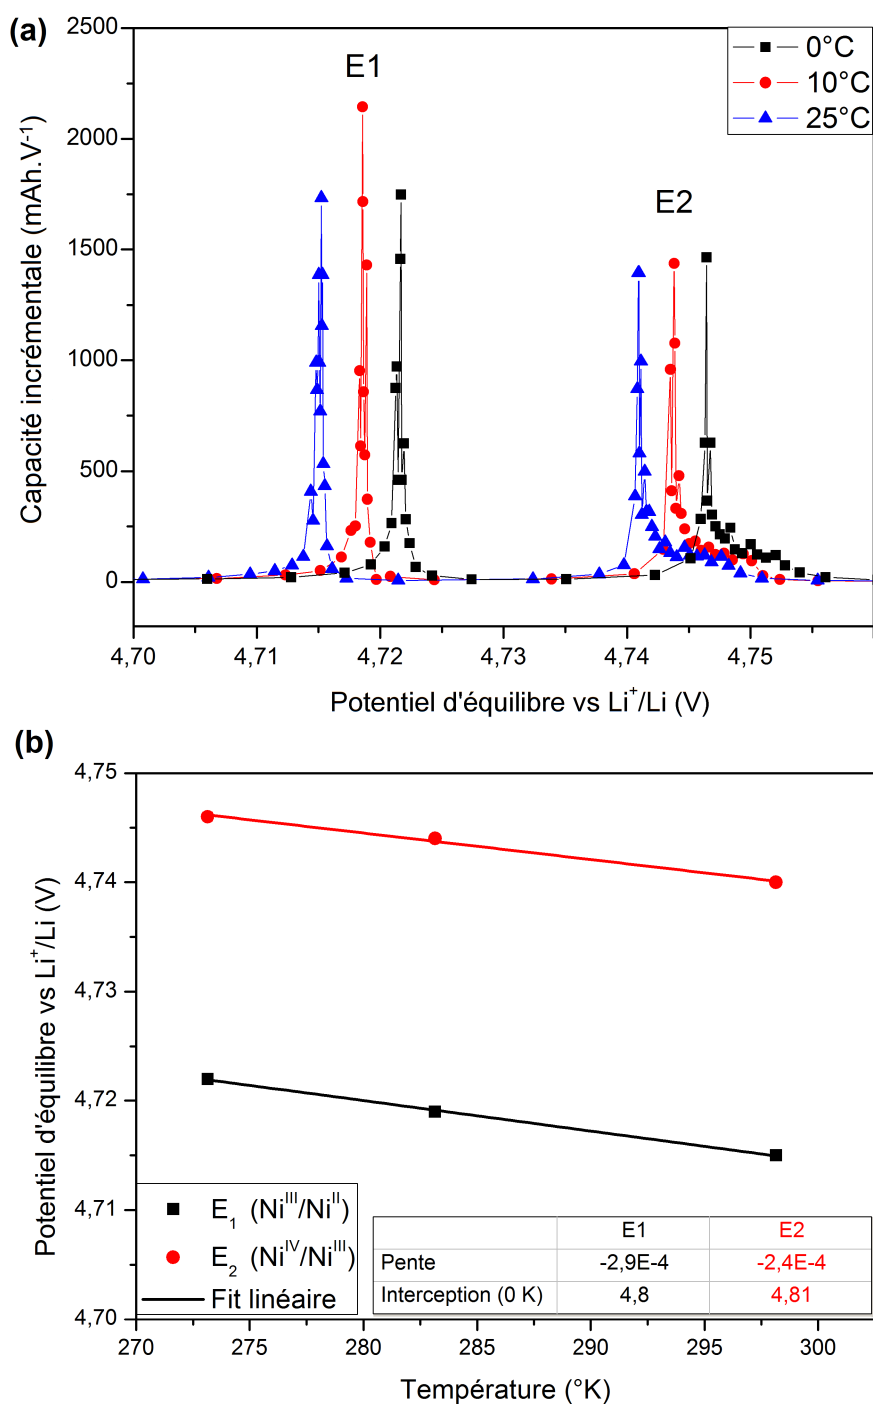 (a)
2500
2000
1500
1000
500
0
Capacité incrémentale (mAh.V⁻¹)
E1
E2
0°C
10°C
25°C
4,70 4,71 4,72 4,73 4,74 4,75
Potentiel d'équilibre vs Li⁺/Li (V)
(b)
4,75
4,74
4,73
4,72
4,71
4,70
Potentiel d'équilibre vs Li⁺/Li (V)
E₁ (Niᴵᴵᴵ/Niᴵᴵ)
E₂ (Niᴵⱽ/Niᴵᴵᴵ)
Fit linéaire
E1 E2
Pente -2,9E-4 -2,4E-4
Interception (0 K) 4,8 4,81
270 275 280 285 290 295 300
Température (°K)